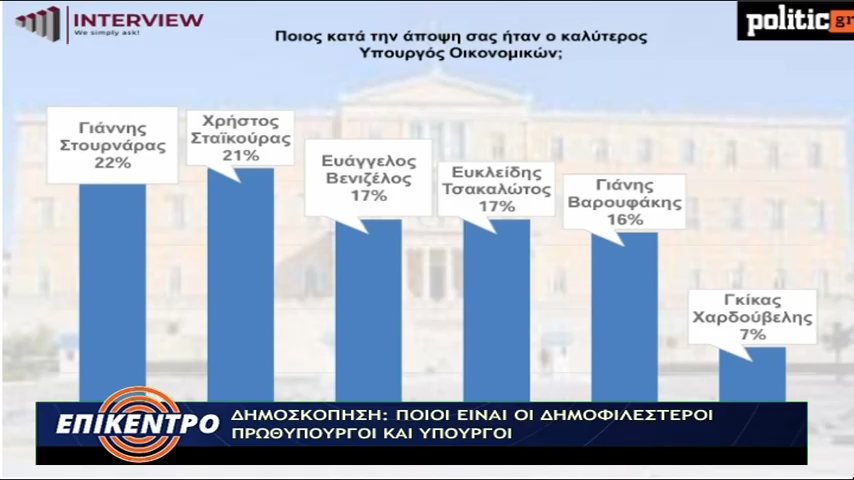 INTERVIEW
We simply ask!
politic gr
Ποιος κατά την άποψη σας ήταν ο καλύτερος
Υπουργός Οικονομικών;
Γιάννης
Στουρνάρας
22%
Χρήστος
Σταϊκούρας
21%
Ευάγγελος
Βενιζέλος
17%
Ευκλείδης
Τσακαλώτος
17%
Γιάνης
Βαρουφάκης
16%
Γκίκας
Χαρδούβελης
7%
ΕΠΙΚΕΝΤΡΟ
ΔΗΜΟΣΚΟΠΗΣΗ: ΠΟΙΟΙ ΕΙΝΑΙ ΟΙ ΔΗΜΟΦΙΛΕΣΤΕΡΟΙ
ΠΡΩΘΥΠΟΥΡΓΟΙ ΚΑΙ ΥΠΟΥΡΓΟΙ